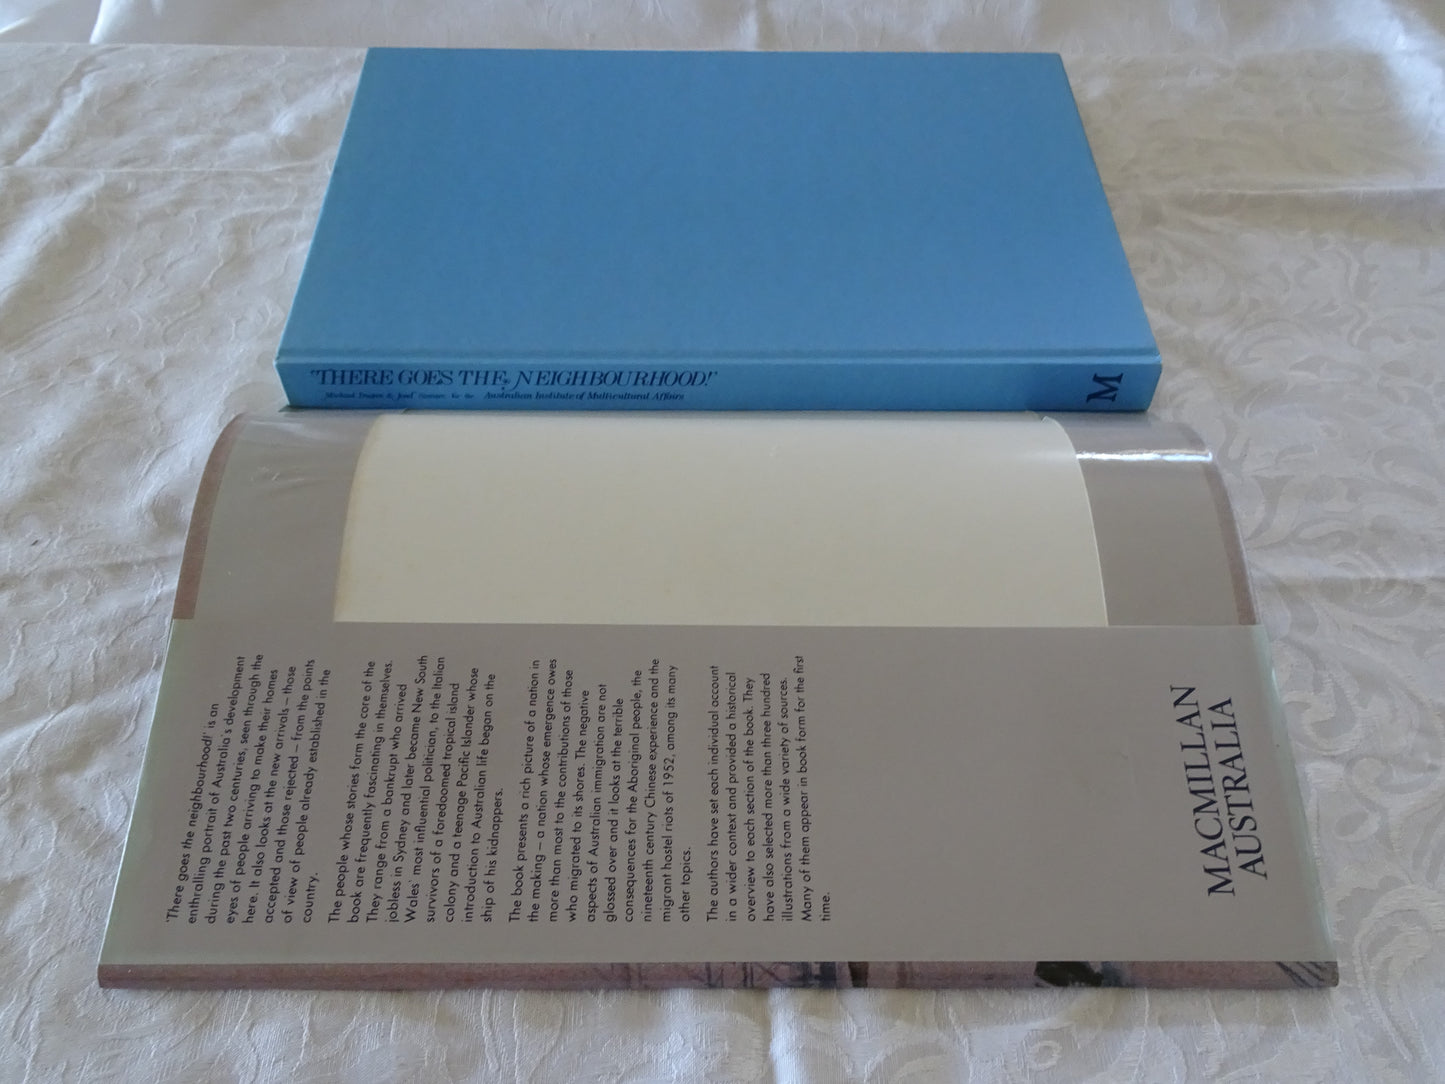 'THERE GOES THE NEIGHBOURHOOD!'
Michael & for the Australian Institute of Multicultural Affairs
M
'There goes the neighbourhood!' is an
enthralling portrait of Australia's development
during the past two centuries, seen through the
eyes of people arriving to make their homes
here. It also looks at the new arrivals – those
accepted and those rejected – from the points
of view of people already established in the
country.
The people whose stories form the core of the
book are frequently fascinating in themselves.
They range from a bankrupt who arrived
jobless in Sydney and later became New South
Wales' most influential politician, to the Italian
survivors of a foredoomed tropical island
colony and a teenage Pacific Islander whose
introduction to Australian life began on the
ship of his kidnappers.
The book presents a rich picture of a nation in
the making – a nation whose emergence owes
more than most to the contributions of those
who migrated to its shores. The negative
aspects of Australian immigration are not
glossed over and it looks at the terrible
consequences for the Aboriginal people, the
nineteenth century Chinese experience and the
migrant hostel riots of 1952, among its many
other topics.
The authors have set each individual account
in a wider context and provided a historical
overview to each section of the book. They
have also selected more than three hundred
illustrations from a wide variety of sources.
Many of them appear in book form for the first
time.
MACMILLAN
AUSTRALIA